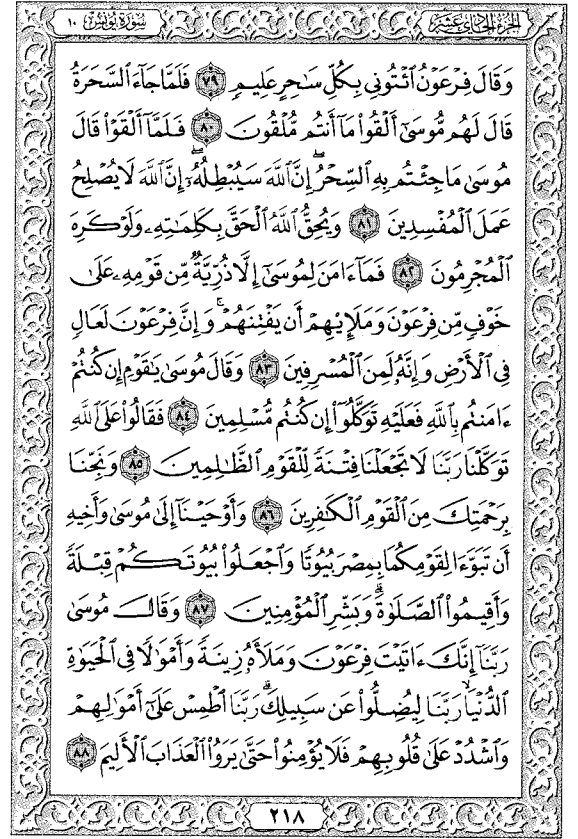 الجزء الحادي عشر
سورة يونس ١٠
وَقَالَ فِرْعَوْنُ ٱئْتُونِى بِكُلِّ سَٰحِرٍ عَلِيمٍ ٧٩ فَلَمَّا جَآءَ ٱلسَّحَرَةُ
قَالَ لَهُم مُّوسَىٰٓ أَلْقُوا۟ مَآ أَنتُم مُّلْقُونَ ٨٠ فَلَمَّآ أَلْقَوْا۟ قَالَ
مُوسَىٰ مَا جِئْتُم بِهِ ٱلسِّحْرُ ۖ إِنَّ ٱللَّهَ سَيُبْطِلُهُۥٓ ۖ إِنَّ ٱللَّهَ لَا يُصْلِحُ
عَمَلَ ٱلْمُفْسِدِينَ ٨١ وَيُحِقُّ ٱللَّهُ ٱلْحَقَّ بِكَلِمَٰتِهِۦ وَلَوْ كَرِهَ
ٱلْمُجْرِمُونَ ٨٢ فَمَآ ءَامَنَ لِمُوسَىٰٓ إِلَّا ذُرِّيَّةٌ مِّن قَوْمِهِۦ عَلَىٰ
خَوْفٍ مِّن فِرْعَوْنَ وَمَلَإِي۟هِمْ أَن يَفْتِنَهُمْ ۚ وَإِنَّ فِرْعَوْنَ لَعَالٍ
فِى ٱلْأَرْضِ وَإِنَّهُۥ لَمِنَ ٱلْمُسْرِفِينَ ٨٣ وَقَالَ مُوسَىٰ يَٰقَوْمِ إِن كُنتُمْ
ءَامَنتُم بِٱللَّهِ فَعَلَيْهِ تَوَكَّلُوٓا۟ إِن كُنتُم مُّسْلِمِينَ ٨٤ فَقَالُوا۟ عَلَى ٱللَّهِ
تَوَكَّلْنَا رَبَّنَا لَا تَجْعَلْنَا فِتْنَةً لِّلْقَوْمِ ٱلظَّٰلِمِينَ ٨٥ وَنَجِّنَا
بِرَحْمَتِكَ مِنَ ٱلْقَوْمِ ٱلْكَٰفِرِينَ ٨٦ وَأَوْحَيْنَآ إِلَىٰ مُوسَىٰ وَأَخِيهِ
أَن تَبَوَّءَا لِقَوْمِكُمَا بِمِصْرَ بُيُوتًا وَٱجْعَلُوا۟ بُيُوتَكُمْ قِبْلَةً
وَأَقِيمُوا۟ ٱلصَّلَوٰةَ ۗ وَبَشِّرِ ٱلْمُؤْمِنِينَ ٨٧ وَقَالَ مُوسَىٰ
رَبَّنَآ إِنَّكَ ءَاتَيْتَ فِرْعَوْنَ وَمَلَأَهُۥ زِينَةً وَأَمْوَٰلًا فِى ٱلْحَيَوٰةِ
ٱلدُّنْيَا رَبَّنَا لِيُضِلُّوا۟ عَن سَبِيلِكَ ۖ رَبَّنَا ٱطْمِسْ عَلَىٰٓ أَمْوَٰلِهِمْ
وَٱشْدُدْ عَلَىٰ قُلُوبِهِمْ فَلَا يُؤْمِنُوا۟ حَتَّىٰ يَرَوُا۟ ٱلْعَذَابَ ٱلْأَلِيمَ ٨٨
٢١٨